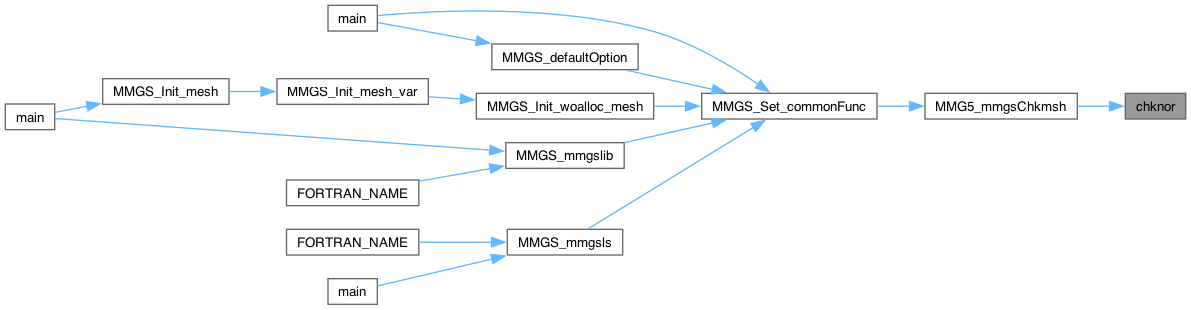 main
MMGS_defaultOption
MMGS_Init_mesh
MMGS_Init_mesh_var
MMGS_Init_woalloc_mesh
MMGS_Set_commonFunc
MMG5_mmgsChkmsh
chknor
main
MMGS_mmgslib
FORTRAN_NAME
FORTRAN_NAME
MMGS_mmgsls
main